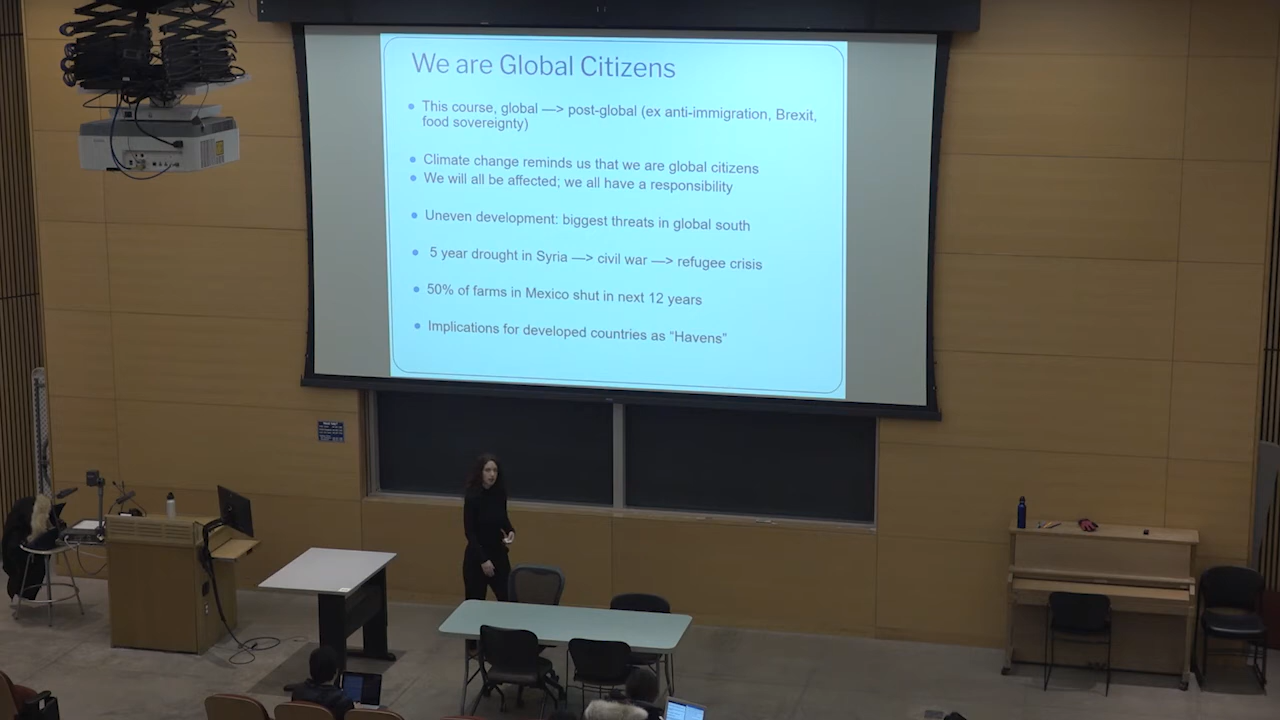 We are Global Citizens
This course, global —> post-global (ex anti-immigration, Brexit,
food sovereignty)
Climate change reminds us that we are global citizens
We will all be affected; we all have a responsibility
Uneven development: biggest threats in global south
5 year drought in Syria —> civil war —> refugee crisis
50% of farms in Mexico shut in next 12 years
Implications for developed countries as "Havens"